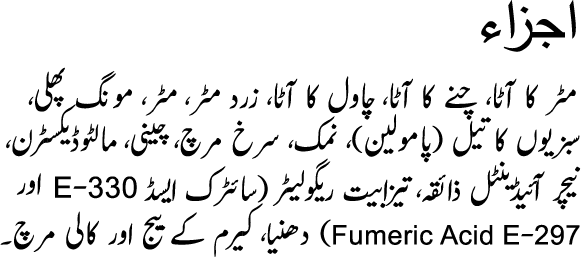 اجزاء
مٹر کا آٹا، چنے کا آٹا، چاول کا آٹا، زرد مٹر، مٹر، مونگ پھلی،
سبزیوں کا تیل (پامولین)، نمک، سرخ مرچ، چینی، مالٹوڈیکسٹرن،
نیچر آئیڈینٹل ذائقہ، تیزابیت ریگولیٹر (سائٹرک ایسڈ E-330 اور
Fumeric Acid E-297) دھنیا، کیرم کے بیج اور کالی مرچ۔